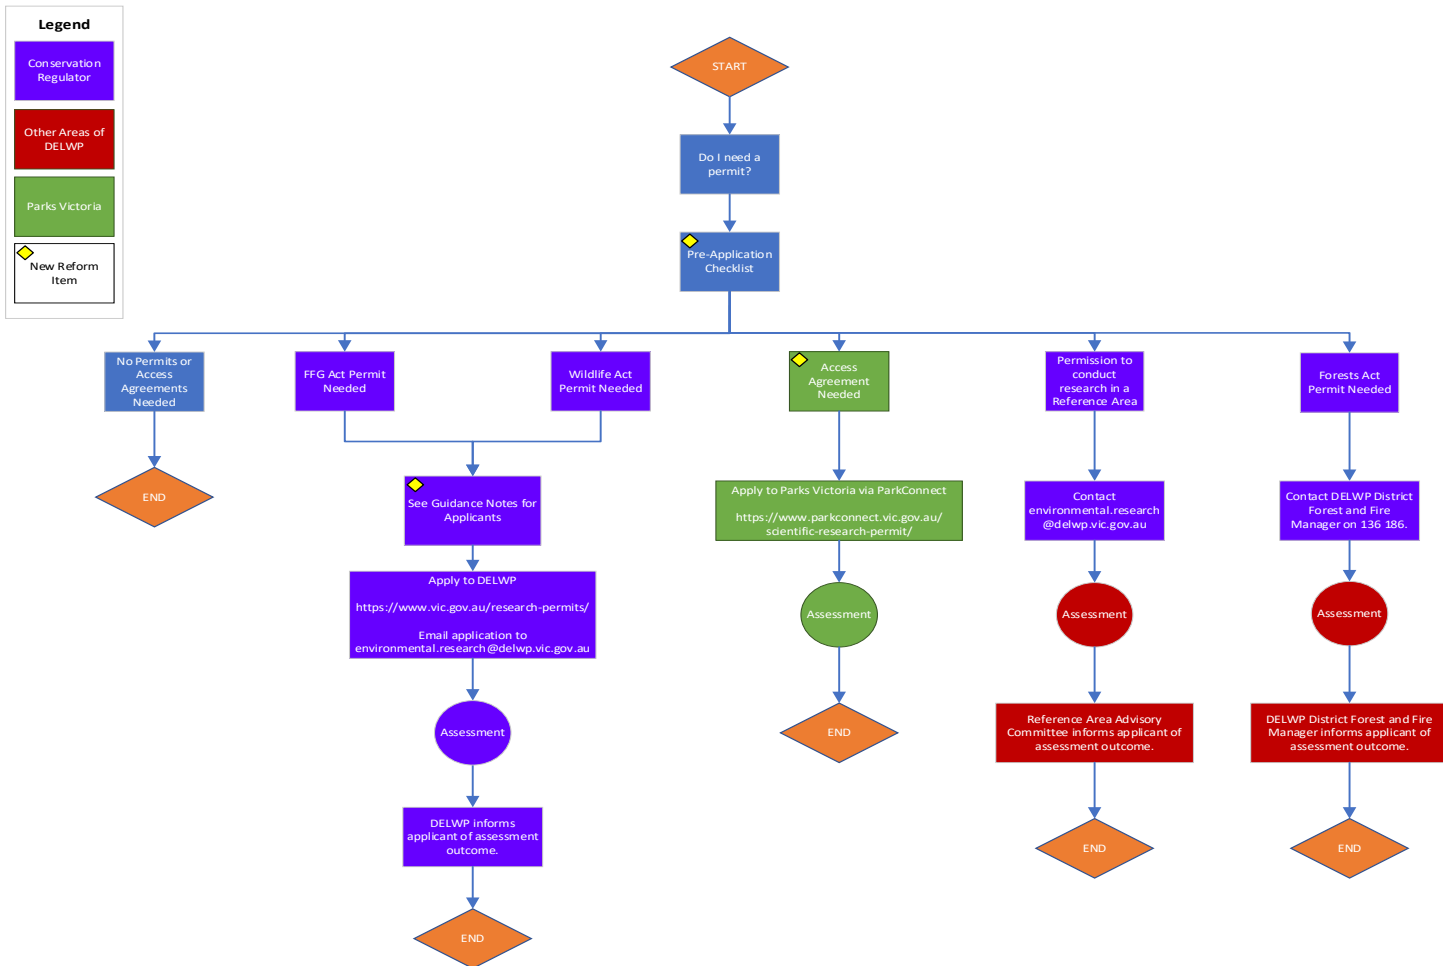 Legend
Conservation
Regulator
Other Areas of
DELWP
Parks Victoria
New Reform
Item
START
Do I need a
permit?
Pre-Application
Checklist
No Permits or
Access
Agreements
Needed
END
FFG Act Permit
Needed
Wildlife Act
Permit Needed
See Guidance Notes for
Applicants
Apply to DELWP
https://www.vic.gov.au/research-permits/
Email application to
environmental.research@delwp.vic.gov.au
Assessment
DELWP informs
applicant of assessment
outcome.
END
Access
Agreement
Needed
Apply to Parks Victoria via ParkConnect
https://www.parkconnect.vic.gov.au/
scientific-research-permit/
Assessment
END
Permission to
conduct
research in a
Reference Area
Contact
environmental.research
@delwp.vic.gov.au
Assessment
Reference Area Advisory
Committee informs applicant of
assessment outcome.
END
Forests Act
Permit Needed
Contact DELWP District
Forest and Fire
Manager on 136 186.
Assessment
DELWP District Forest and Fire
Manager informs applicant of
assessment outcome.
END